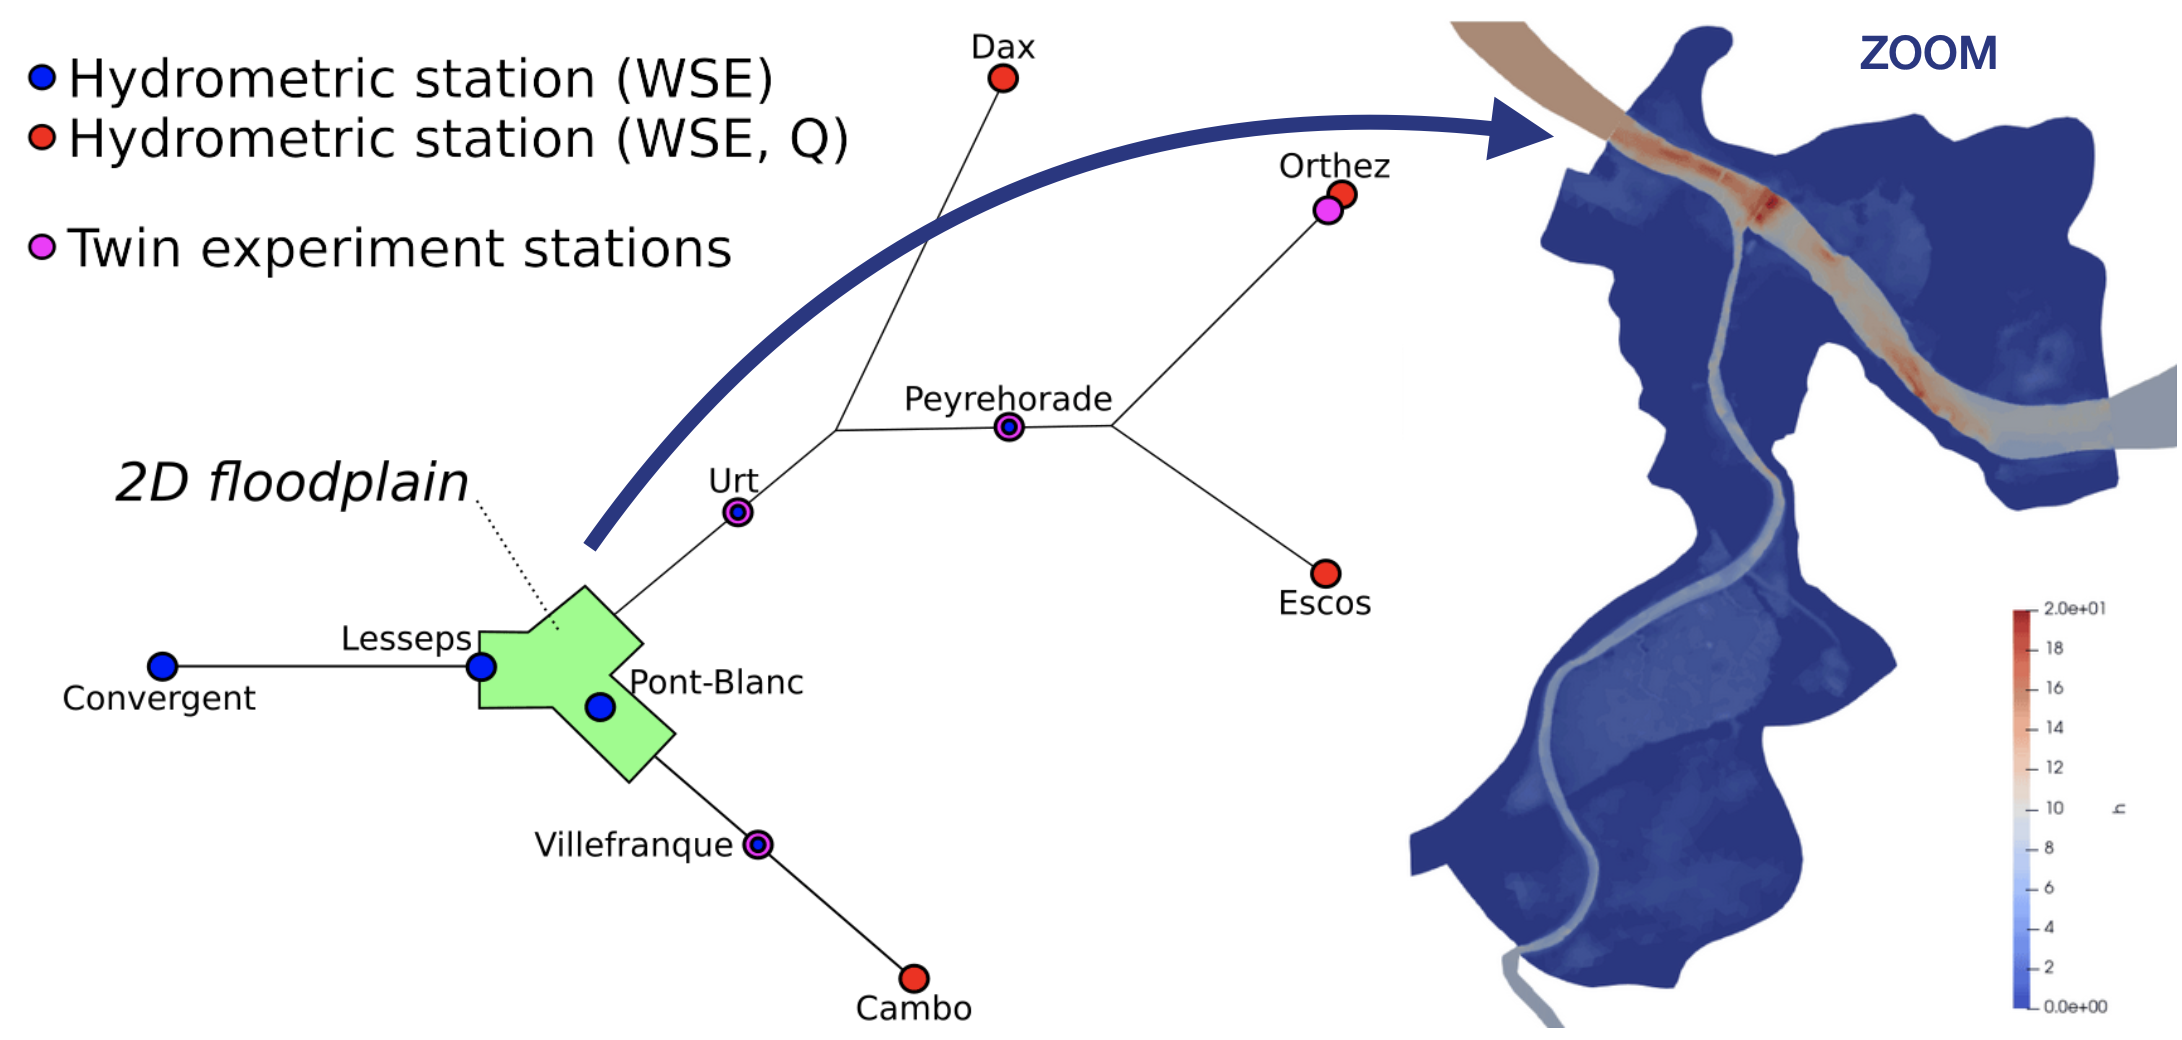 Hydrometric station (WSE)
Hydrometric station (WSE, Q)
Twin experiment stations
ZOOM
Dax
Orthez
Peyrehorade
Urt
2D floodplain
Escos
Lesseps
Convergent
Pont-Blanc
Villefranque
Cambo
2.0e+01
18
16
14
12
10
8
6
4
2
0.0e+00
h